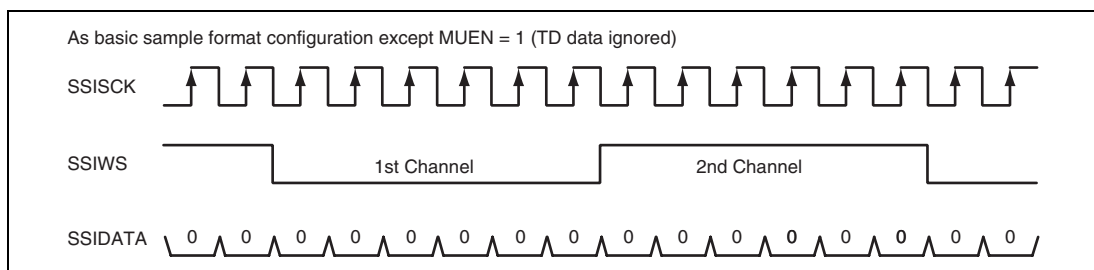 As basic sample format configuration except MUEN = 1 (TD data ignored)
SSISCK
SSIWS 1st Channel 2nd Channel
SSIDATA 0 0 0 0 0 0 0 0 0 0 0 0 0 0 0 0